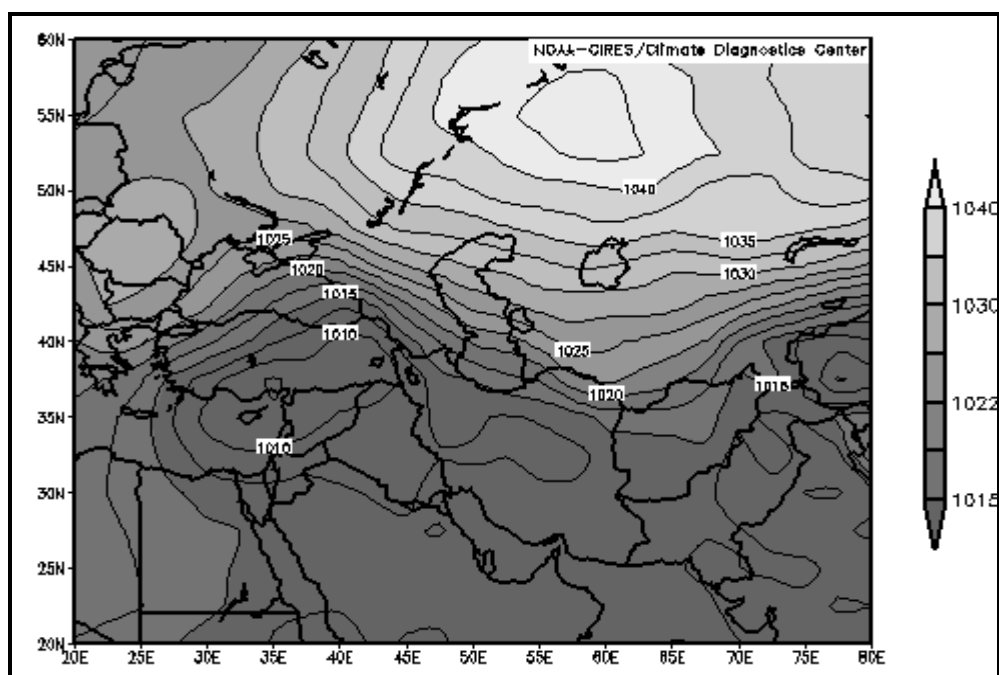 NOAA-CIRES/Climate Diagnostics Center
60N
55N
50N
45N
40N
35N
30N
25N
20N
1040
1025
1035
1020
1030
1015
1010
1025
1020
1015
1010
20E 25E 30E 35E 40E 45E 50E 55E 60E 65E 70E 75E 80E
1040
1030
1022
1015